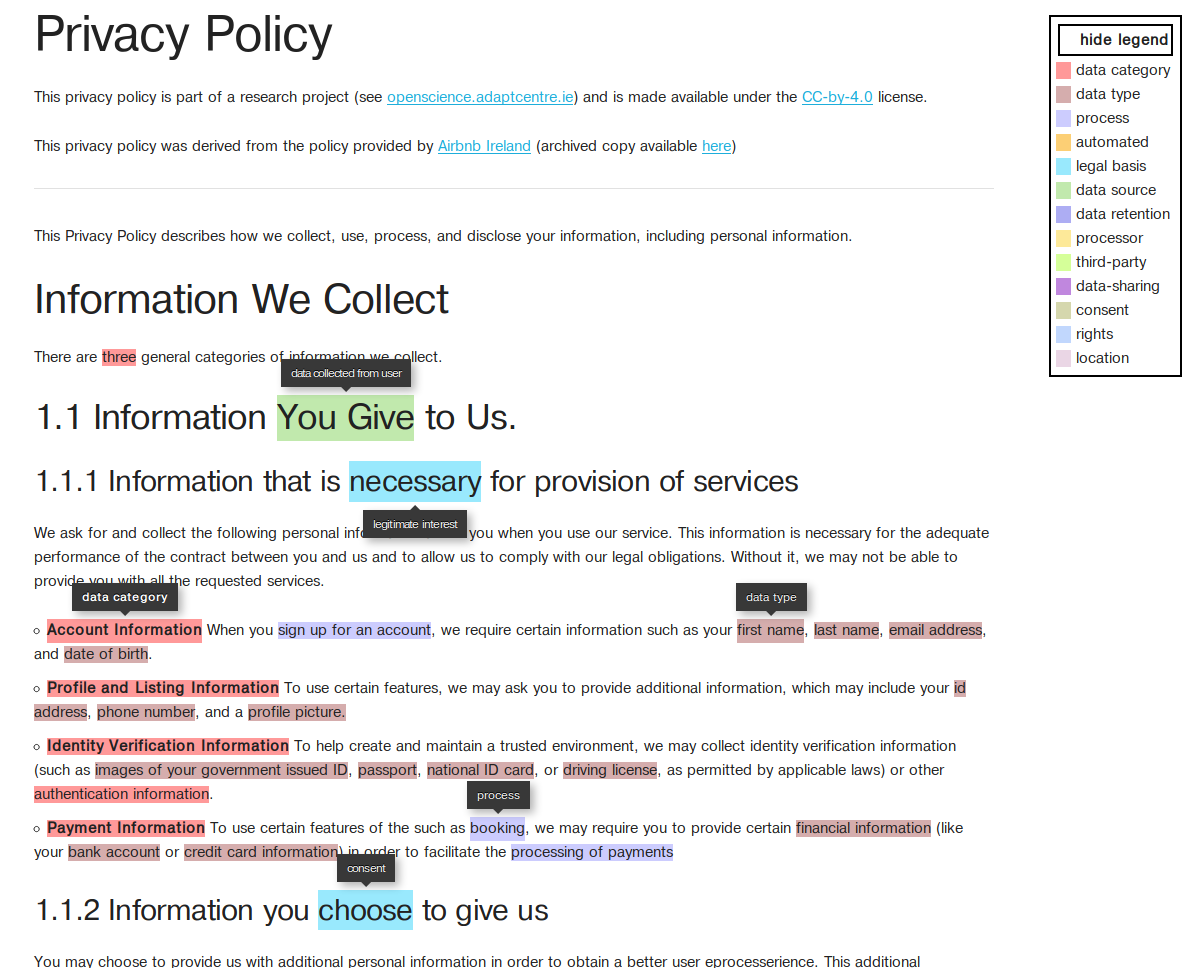 Privacy Policy
This privacy policy is part of a research project (see openscience.adaptcentre.ie) and is made available under the CC-by-4.0 license.
This privacy policy was derived from the policy provided by Airbnb Ireland (archived copy available here)
This Privacy Policy describes how we collect, use, process, and disclose your information, including personal information.
Information We Collect
There are three general categories of information we collect.
data collected from user
1.1 Information You Give to Us.
1.1.1 Information that is necessary for provision of services
legitimate interest
We ask for and collect the following personal you when you use our service. This information is necessary for the adequate
performance of the contract between you and us and to allow us to comply with our legal obligations. Without it, we may not be able to
provide you with all the requested services.
data category
data type
Account Information When you sign up for an account, we require certain information such as your first name, last name, email address,
and date of birth.
Profile and Listing Information To use certain features, we may ask you to provide additional information, which may include your id
address, phone number, and a profile picture.
Identity Verification Information To help create and maintain a trusted environment, we may collect identity verification information
(such as images of your government issued ID, passport, national ID card, or driving license, as permitted by applicable laws) or other
authentication information.
process
Payment Information To use certain features of the such as booking, we may require you to provide certain financial information (like
your bank account or credit card information) in order to facilitate the processing of payments
consent
1.1.2 Information you choose to give us
You may choose to provide us with additional personal information in order to obtain a better user eprocesserience. This additional
hide legend
data category
data type
process
automated
legal basis
data source
data retention
processor
third-party
data-sharing
consent
rights
location